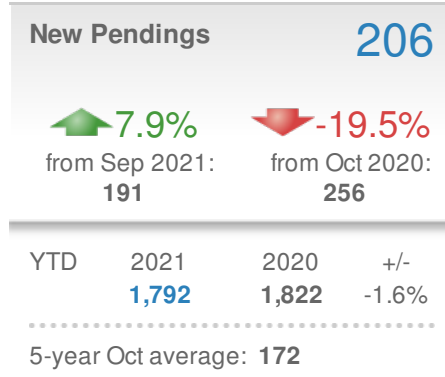 New Pendings 206
7.9% -19.5%
from Sep 2021: from Oct 2020:
191 256
YTD 2021 2020 +/-
1,792 1,822 -1.6%
5-year Oct average: 172